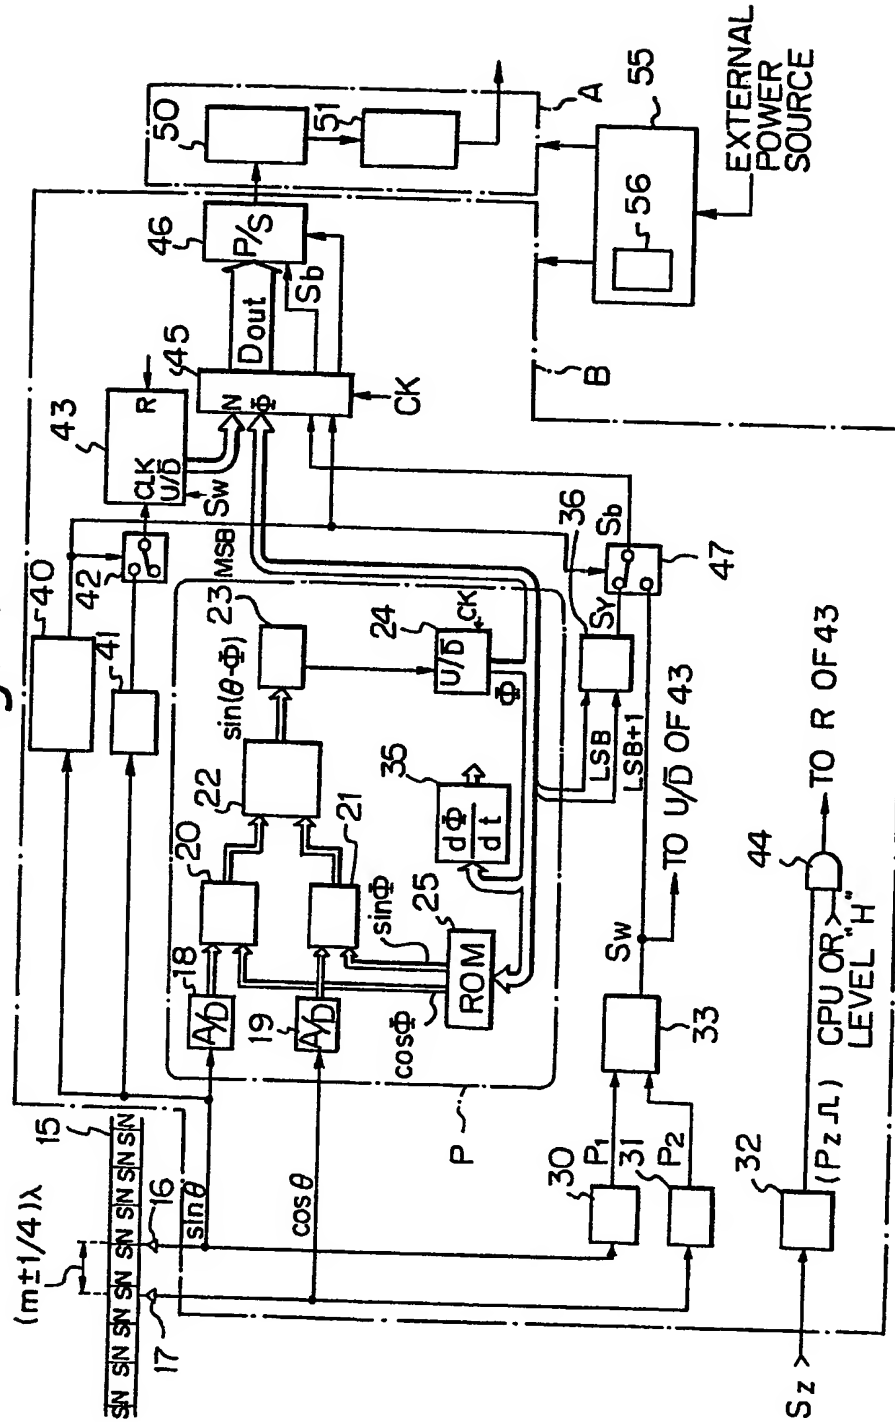 (m±1/4)λ
15
SN SN SN SN SN SN SN
17
16
sinθ
cosθ
40
41
42
43
CLK
R
U/D̅
Sw
45
N
Φ
Dout
46
P/S
Sb
CK
50
51
A
B
55
56
EXTERNAL
POWER
SOURCE
18
A/D
19
A/D
20
21
22
sin(θ-Φ)
23
24
U/D̅
CK
Φ
MSB
cosΦ
sinΦ
25
ROM
35
dΦ
dt
P
36
LSB
LSB+1
SY
Sb
47
30
P1
31
P2
33
Sw
TO U/D̅ OF 43
Sz
32
(Pz)
CPU OR
LEVEL "H"
44
TO R OF 43